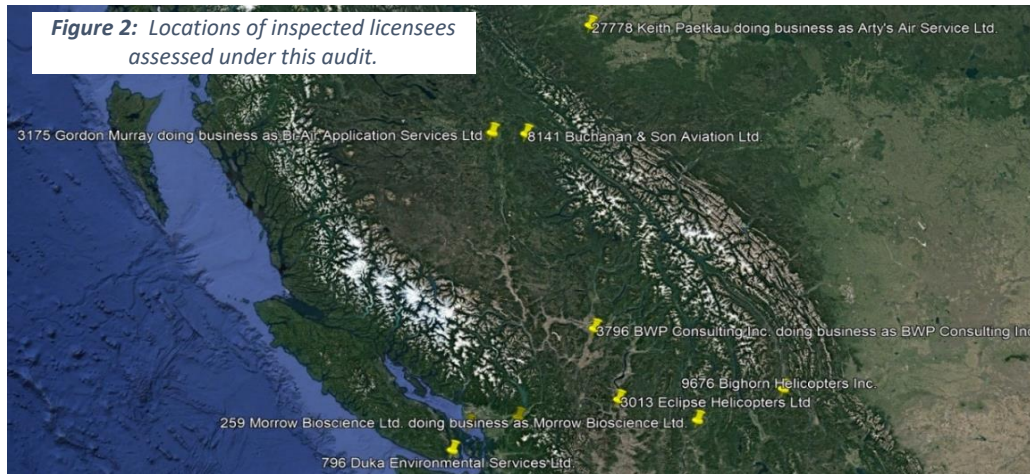 Figure 2: Locations of inspected licensees
assessed under this audit.
27778 Keith Paetkau doing business as Arty's Air Service Ltd.
3175 Gordon Murray doing business as Bi-Air Application Services Ltd
8141 Buchanan & Son Aviation Ltd
3796 BWP Consulting Inc. doing business as BWP Consulting Inc
9676 Bighorn Helicopters Inc.
3013 Eclipse Helicopters Ltd
259 Morrow Bioscience Ltd. doing business as Morrow Bioscience Ltd.
796 Duka Environmental Services Ltd.